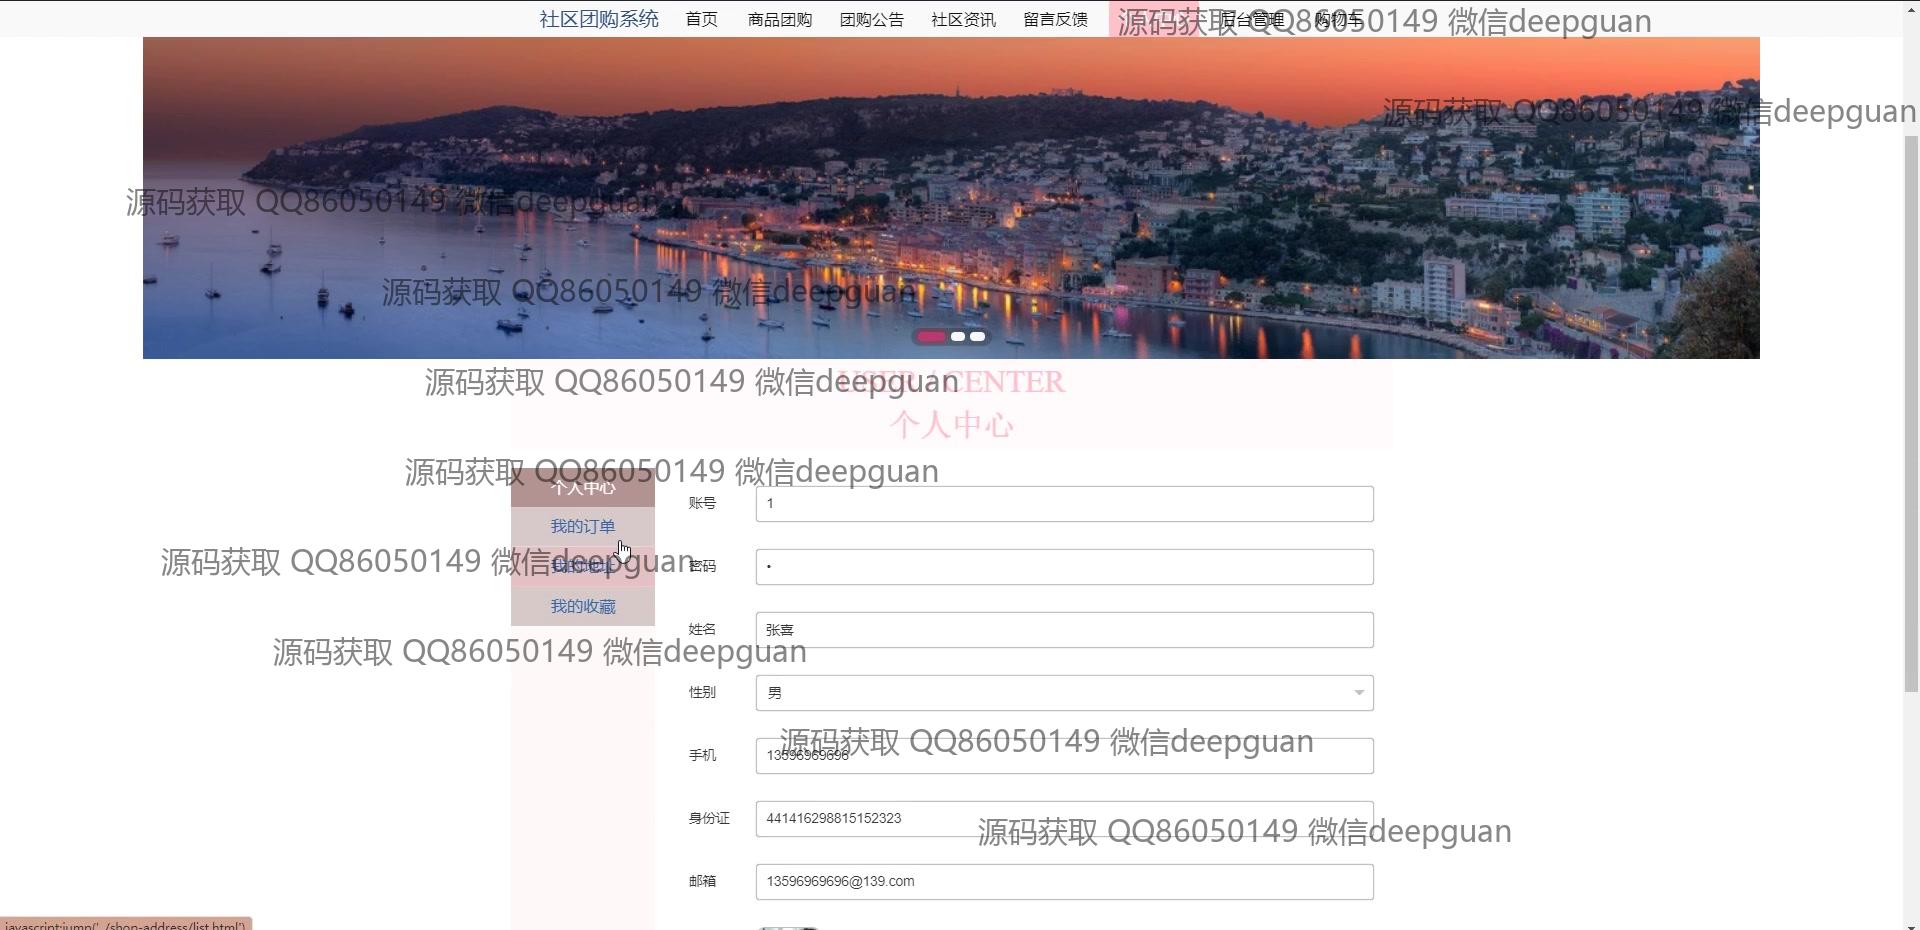 社区团购系统 首页 商品团购 团购公告 社区资讯 留言反馈 后台管理 购物车
源码获取 QQ86050149 微信deepguan
源码获取 QQ86050149 微信deepguan
源码获取 QQ86050149 微信deepguan
源码获取 QQ86050149 微信deepguan
USER / CENTER
源码获取 QQ86050149 微信deepguan
个人中心
源码获取 QQ86050149 微信deepguan
个人中心
账号 1
我的订单
源码获取 QQ86050149 微信deepguan
我的地址
密码 •
我的收藏
姓名 张喜
源码获取 QQ86050149 微信deepguan
性别 男
源码获取 QQ86050149 微信deepguan
手机 13596969696
身份证 441416298815152323
源码获取 QQ86050149 微信deepguan
邮箱 13596969696@139.com
javascript:jump('../shop-address/list.html')